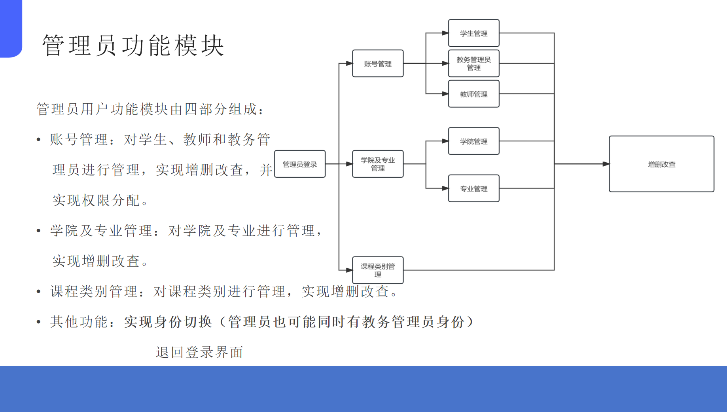 管理员功能模块
管理员用户功能模块由四部分组成：
• 账号管理：对学生、教师和教务管
理员进行管理，实现增删改查，并
实现权限分配。
• 学院及专业管理：对学院及专业进行管理，
实现增删改查。
• 课程类别管理：对课程类别进行管理，实现增删改查。
• 其他功能：实现身份切换（管理员也可能同时有教务管理员身份）
退回登录界面
管理员登录
账号管理
学院及专业
管理
课程类别管
理
学生管理
教务管理员
管理
教师管理
学院管理
专业管理
增删改查